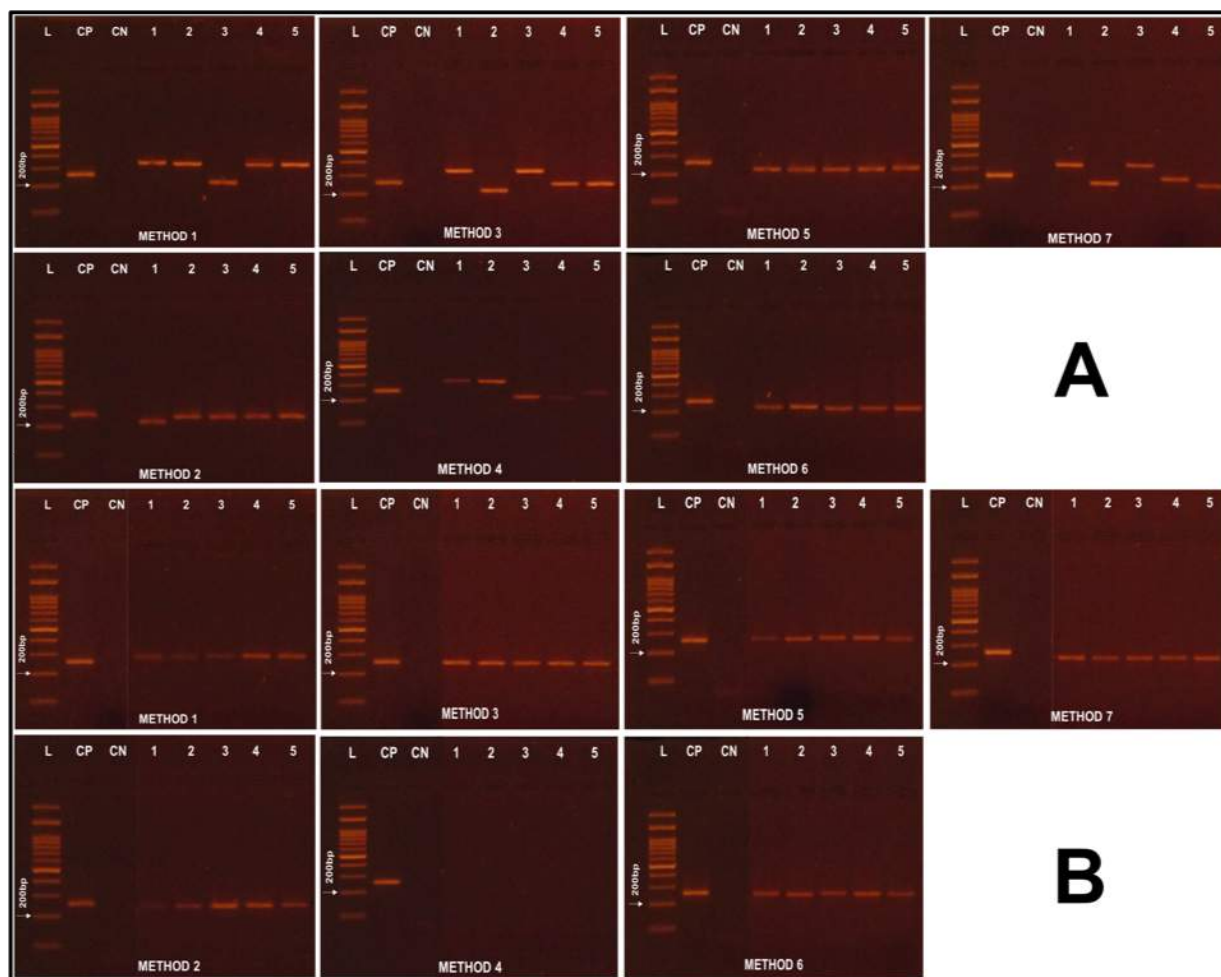 L CP CN 1 2 3 4 5
200bp
METHOD 1
L CP CN 1 2 3 4 5
200bp
METHOD 3
L CP CN 1 2 3 4 5
200bp
METHOD 5
L CP CN 1 2 3 4 5
200bp
METHOD 7
L CP CN 1 2 3 4 5
200bp
METHOD 2
L CP CN 1 2 3 4 5
200bp
METHOD 4
L CP CN 1 2 3 4 5
200bp
METHOD 6
A
L CP CN 1 2 3 4 5
200bp
METHOD 1
L CP CN 1 2 3 4 5
200bp
METHOD 3
L CP CN 1 2 3 4 5
200bp
METHOD 5
L CP CN 1 2 3 4 5
200bp
METHOD 7
L CP CN 1 2 3 4 5
200bp
METHOD 2
L CP CN 1 2 3 4 5
200bp
METHOD 4
L CP CN 1 2 3 4 5
200bp
METHOD 6
B